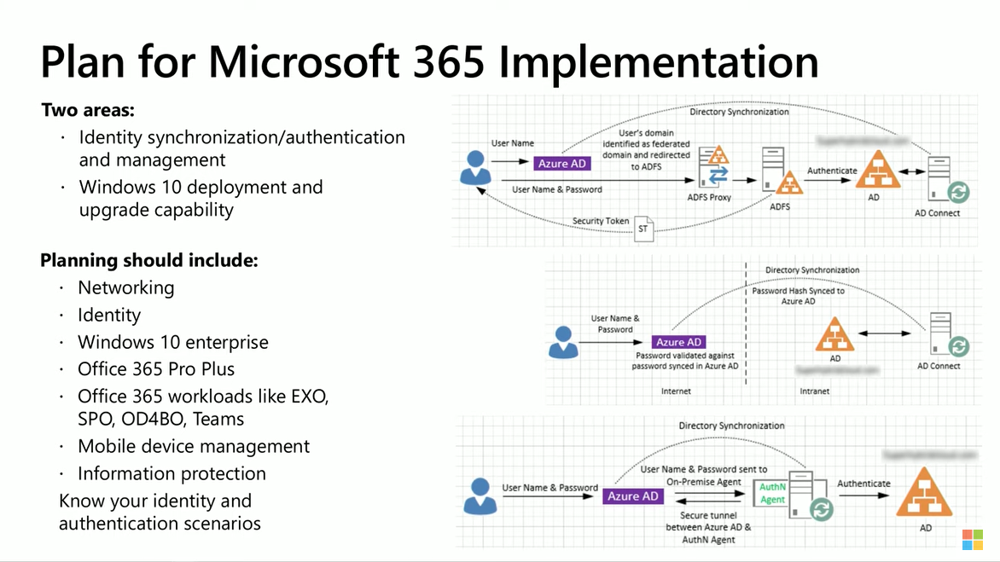 Plan for Microsoft 365 Implementation
Two areas:
· Identity synchronization/authentication
and management
· Windows 10 deployment and
upgrade capability
Planning should include:
· Networking
· Identity
· Windows 10 enterprise
· Office 365 Pro Plus
· Office 365 workloads like EXO,
SPO, OD4BO, Teams
· Mobile device management
· Information protection
Know your identity and
authentication scenarios
Directory Synchronization
User Name
Azure AD
User's domain
identified as federated
domain and redirected
to ADFS
User Name & Password
ADFS Proxy
ADFS
Authenticate
AD
AD Connect
Security Token
ST
Directory Synchronization
Password Hash Synced to
Azure AD
User Name &
Password
Azure AD
Password validated against
password synced in Azure AD
AD
AD Connect
Internet
Intranet
Directory Synchronization
User Name & Password sent to
On-Premise Agent
User Name & Password
Azure AD
AuthN
Agent
Authenticate
Secure tunnel
between Azure AD &
AuthN Agent
AD